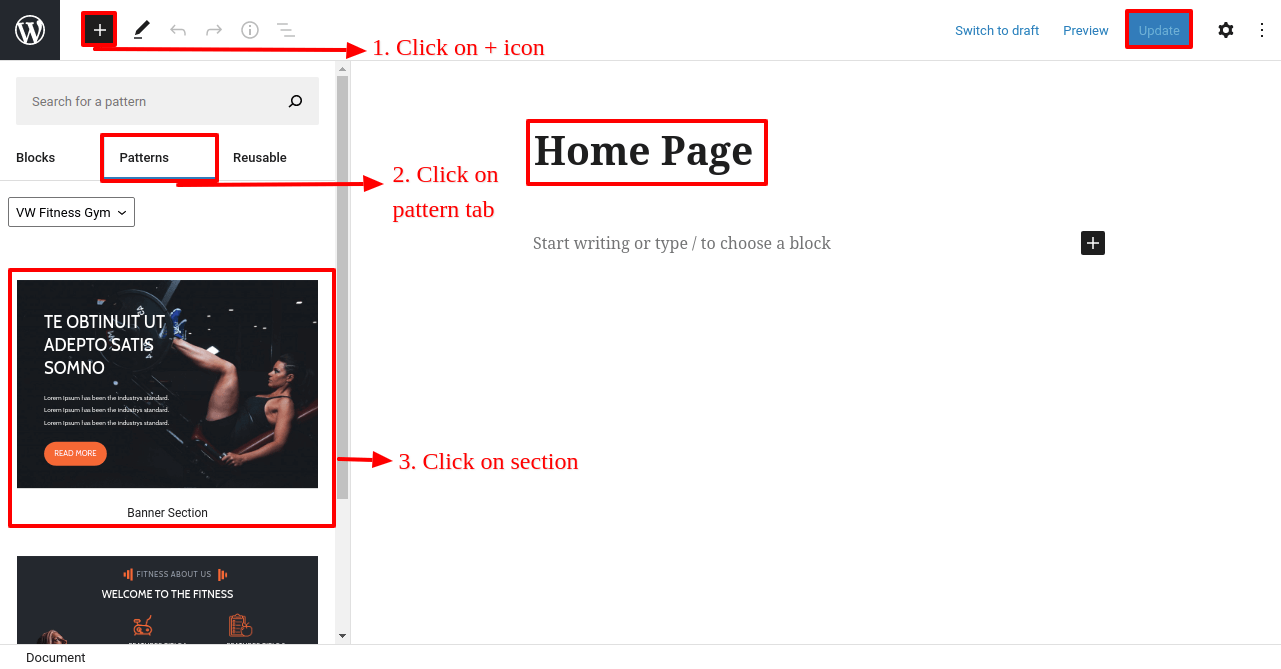 Switch to draft Preview Update
1. Click on + icon
Search for a pattern
Blocks Patterns Reusable
2. Click on
pattern tab
VW Fitness Gym
Home Page
Start writing or type / to choose a block
TE OBTINUIT UT
ADEPTO SATIS
SOMNO
Lorem Ipsum has been the industrys standard.
Lorem Ipsum has been the industrys standard.
Lorem Ipsum has been the industrys standard.
READ MORE
3. Click on section
Banner Section
FITNESS ABOUT US
WELCOME TO THE FITNESS
Document